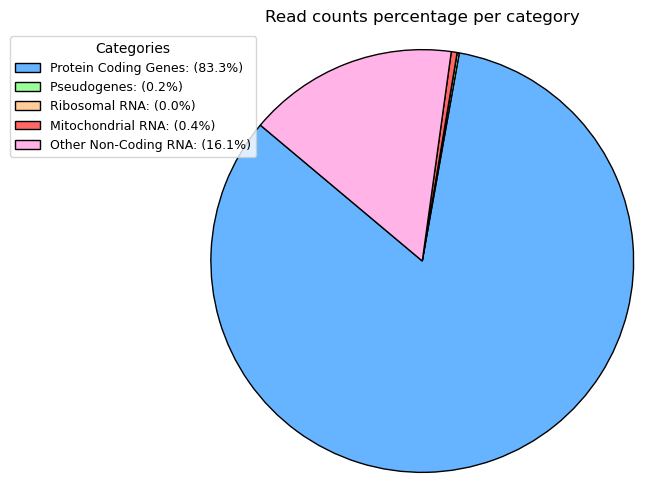 Read counts percentage per category
Categories
Protein Coding Genes: (83.3%)
Pseudogenes: (0.2%)
Ribosomal RNA: (0.0%)
Mitochondrial RNA: (0.4%)
Other Non-Coding RNA: (16.1%)